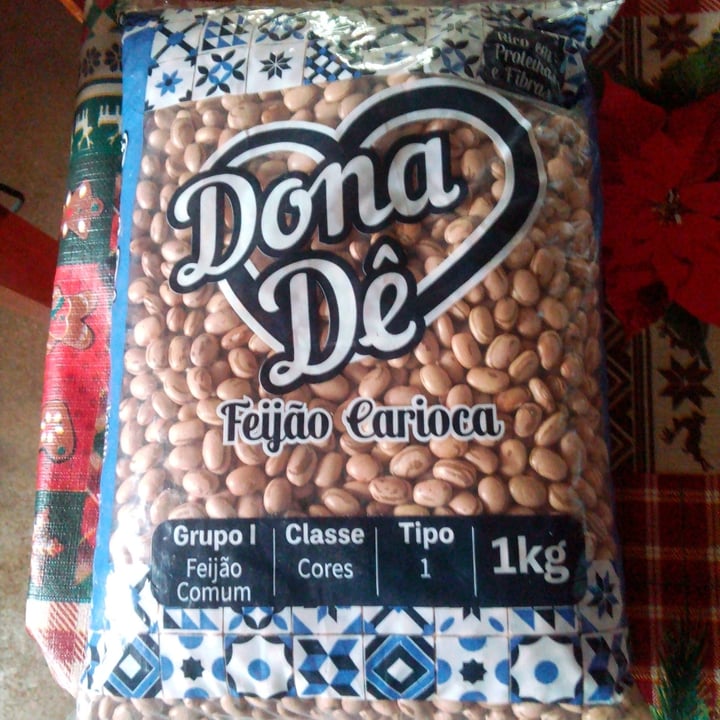 Rico em
Proteínas
e Fibras
Dona
Dê
Feijão Carioca
Grupo I
Feijão
Comum
Classe
Cores
Tipo
1
1kg